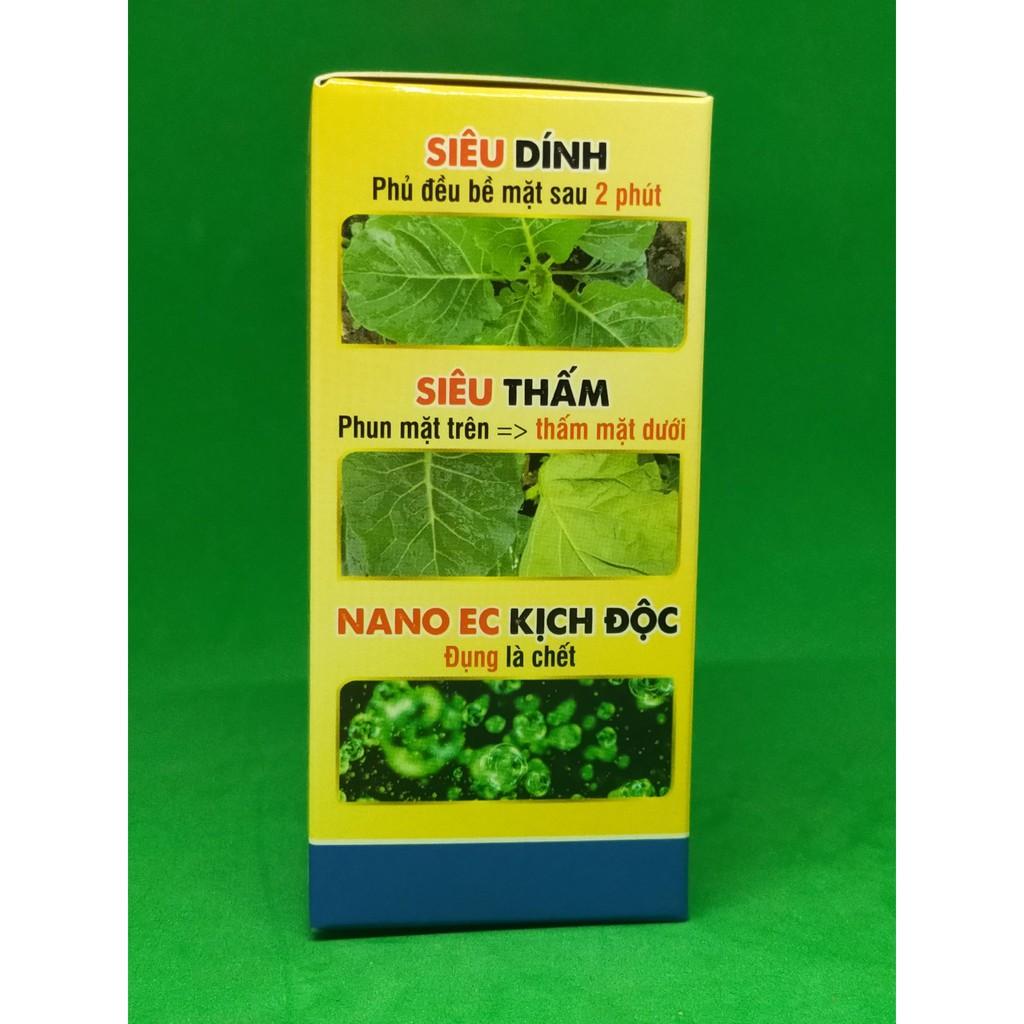 SIÊU DÍNH
Phủ đều bề mặt sau 2 phút
SIÊU THẤM
Phun mặt trên => thấm mặt dưới
NANO EC KỊCH ĐỘC
Đụng là chết